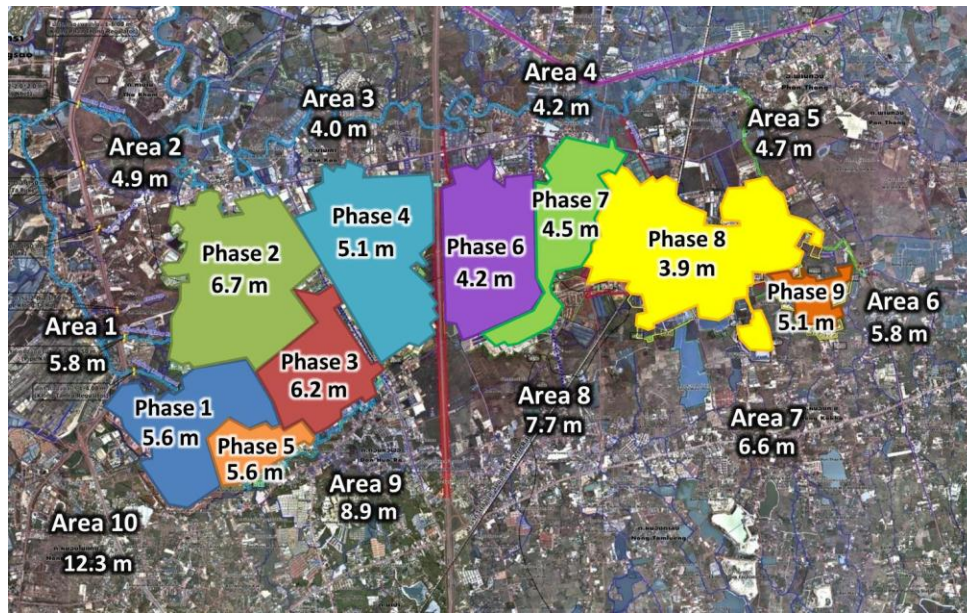 Area 4
4.2 m
Area 3
4.0 m
Area 5
4.7 m
Area 2
4.9 m
Phase 7
4.5 m
Phase 4
5.1 m
Phase 8
3.9 m
Phase 2
6.7 m
Phase 6
4.2 m
Phase 9
5.1 m
Area 6
5.8 m
Area 1
5.8 m
Phase 3
6.2 m
Area 8
7.7 m
Phase 1
5.6 m
Area 7
6.6 m
Phase 5
5.6 m
Area 9
8.9 m
Area 10
12.3 m